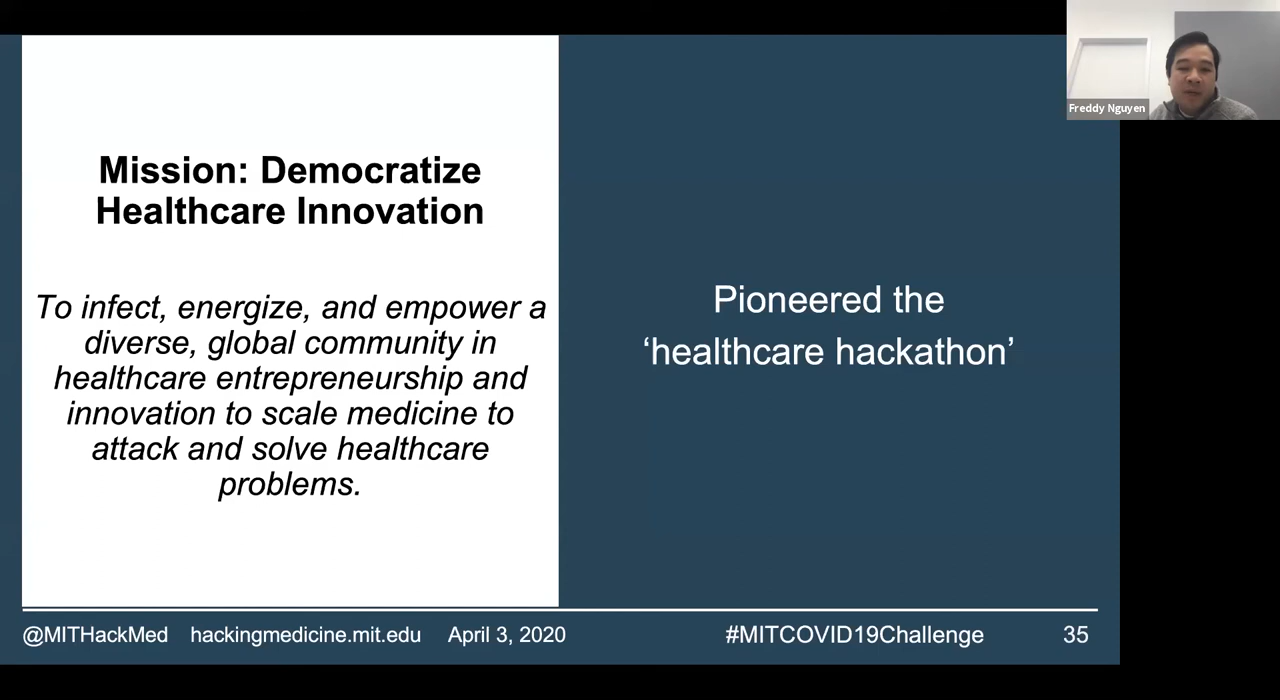 Freddy Nguyen
Mission: Democratize
Healthcare Innovation
To infect, energize, and empower a
diverse, global community in
healthcare entrepreneurship and
innovation to scale medicine to
attack and solve healthcare
problems.
Pioneered the
‘healthcare hackathon’
@MITHackMed hackingmedicine.mit.edu April 3, 2020 #MITCOVID19Challenge 35